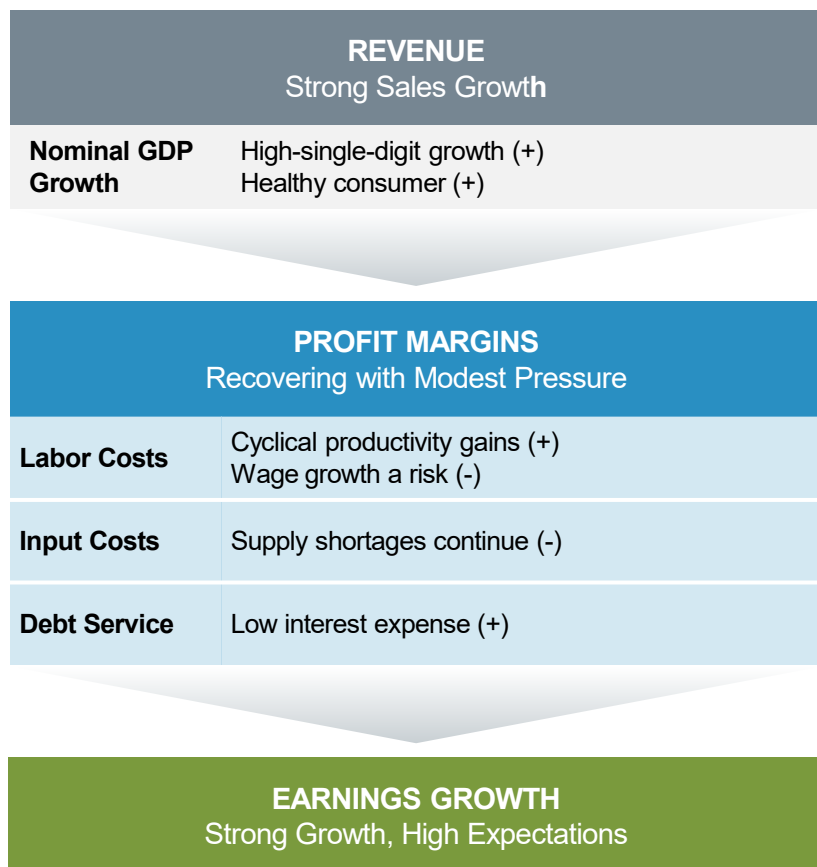 REVENUE
Strong Sales Growth
Nominal GDP
Growth
High-single-digit growth (+)
Healthy consumer (+)
PROFIT MARGINS
Recovering with Modest Pressure
Labor Costs
Cyclical productivity gains (+)
Wage growth a risk (-)
Input Costs
Supply shortages continue (-)
Debt Service
Low interest expense (+)
EARNINGS GROWTH
Strong Growth, High Expectations